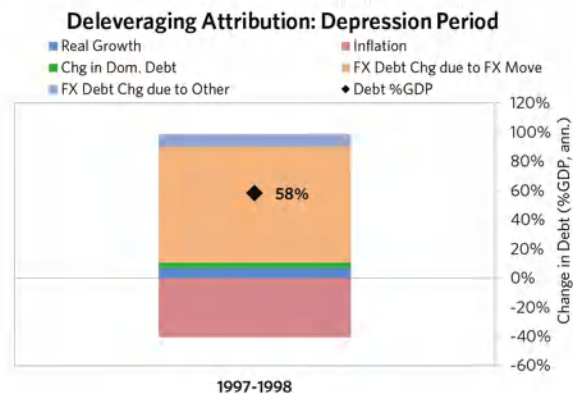 Deleveraging Attribution: Depression Period
Real Growth
Inflation
Chg in Dom. Debt
FX Debt Chg due to FX Move
FX Debt Chg due to Other
Debt %GDP
120%
100%
80%
60%
40%
20%
0%
-20%
-40%
-60%
Change in Debt (%GDP, ann.)
58%
1997-1998